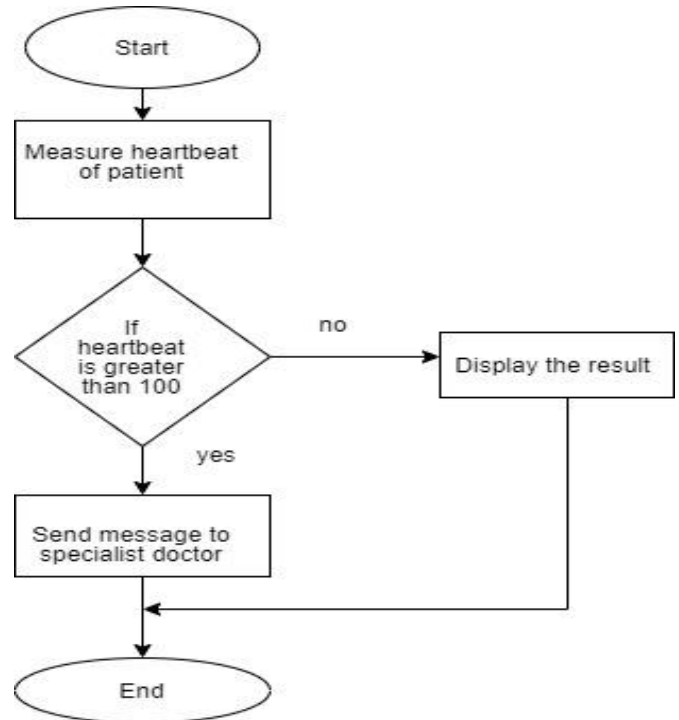 Start
Measure heartbeat
of patient
If
heartbeat
is greater
than 100
no
Display the result
yes
Send message to
specialist doctor
End